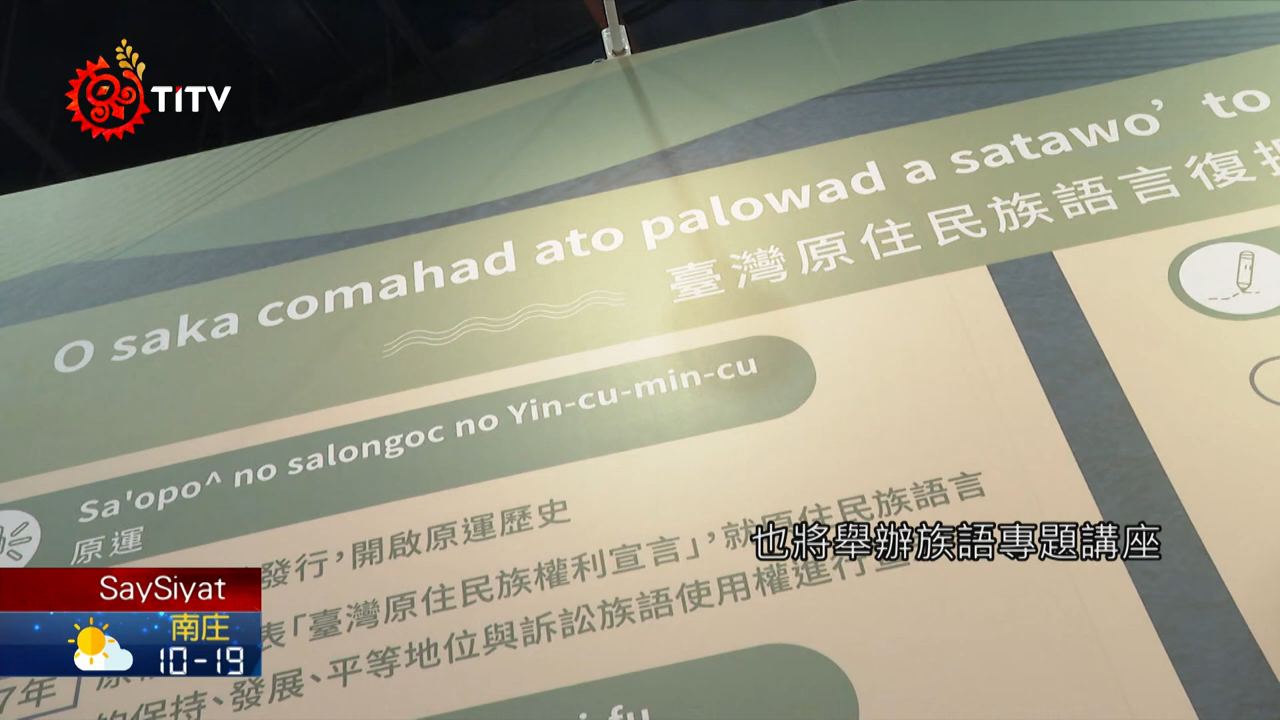 TITV
O saka comahad ato palowad a satawo’ to
臺灣原住民族語言復振
Sa'opo^ no salongoc no Yin-cu-min-cu
原運
發行，開啟原運歷史
表「臺灣原住民族權利宣言」，就原住民族語言
的保持、發展、平等地位與訴訟族語使用權進行
7年
也將舉辦族語專題講座
SaySiyat
南庄
10-19